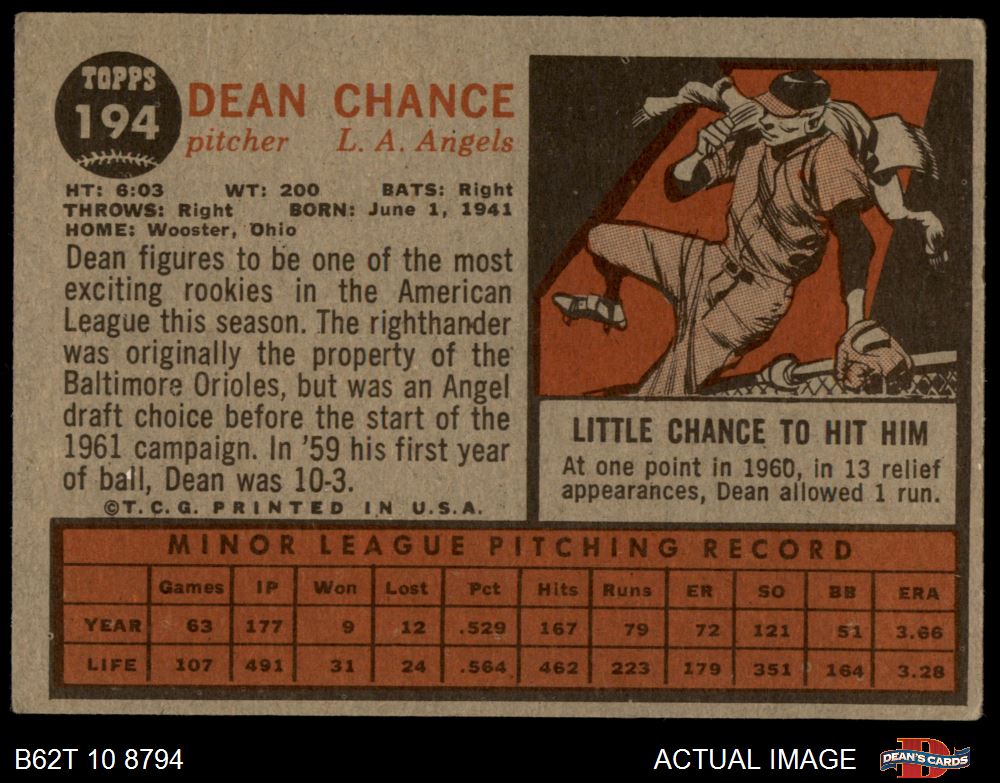 TOPPS
194
DEAN CHANCE
pitcher L. A. Angels
HT: 6:03 WT: 200 BATS: Right
THROWS: Right BORN: June 1, 1941
HOME: Wooster, Ohio
Dean figures to be one of the most
exciting rookies in the American
League this season. The righthander
was originally the property of the
Baltimore Orioles, but was an Angel
draft choice before the start of the
1961 campaign. In '59 his first year
of ball, Dean was 10-3.
©T.C.G. PRINTED IN U.S.A.
LITTLE CHANCE TO HIT HIM
At one point in 1960, in 13 relief
appearances, Dean allowed 1 run.
MINOR LEAGUE PITCHING RECORD
Games IP Won Lost Pct Hits Runs ER SO BB ERA
YEAR 63 177 9 12 .529 167 79 72 121 51 3.66
LIFE 107 491 31 24 .564 462 223 179 351 164 3.28
B62T 10 8794 ACTUAL IMAGE DEAN'S CARDS